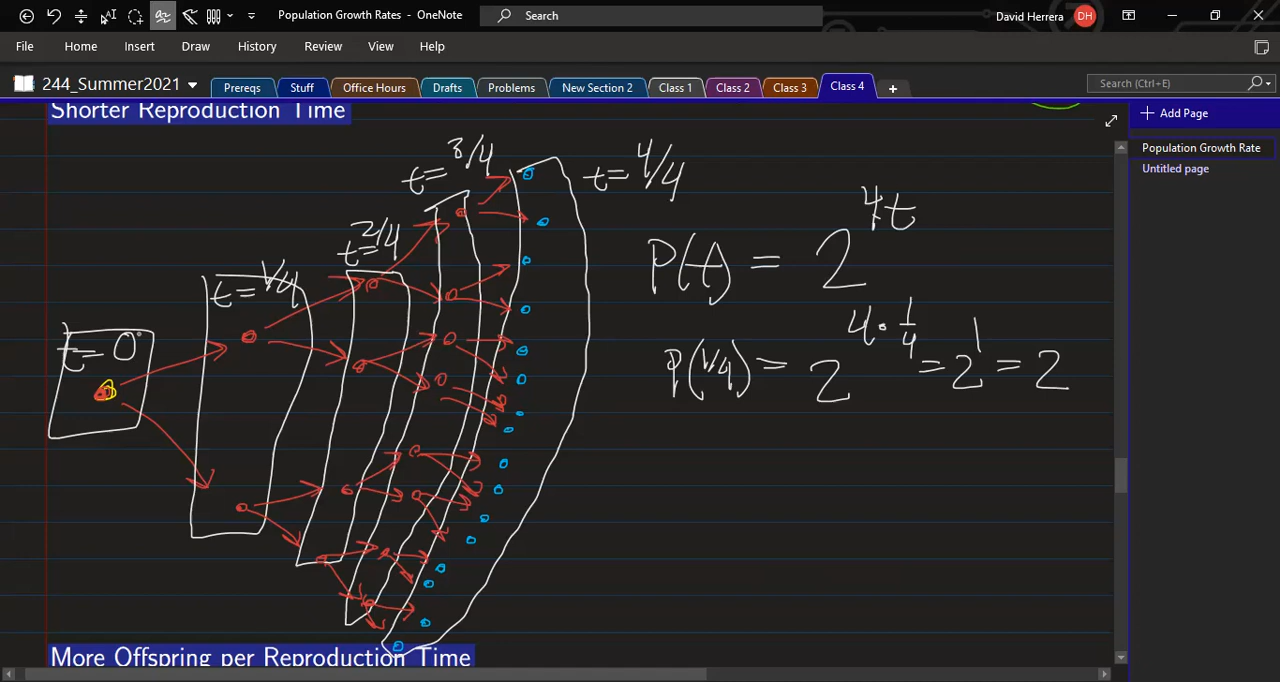 Population Growth Rates - OneNote
Search
David Herrera DH
File Home Insert Draw History Review View Help
244_Summer2021
Prereqs Stuff Office Hours Drafts Problems New Section 2 Class 1 Class 2 Class 3 Class 4
Search (Ctrl+E)
Add Page
Population Growth Rate
Untitled page
Shorter Reproduction Time
t= 0
t= 1/4
t= 2/4
t= 3/4
t= 4/4
P(t) = 2^{4t}
P(1/4) = 2^{4·1/4} = 2^1 = 2
More Offspring per Reproduction Time